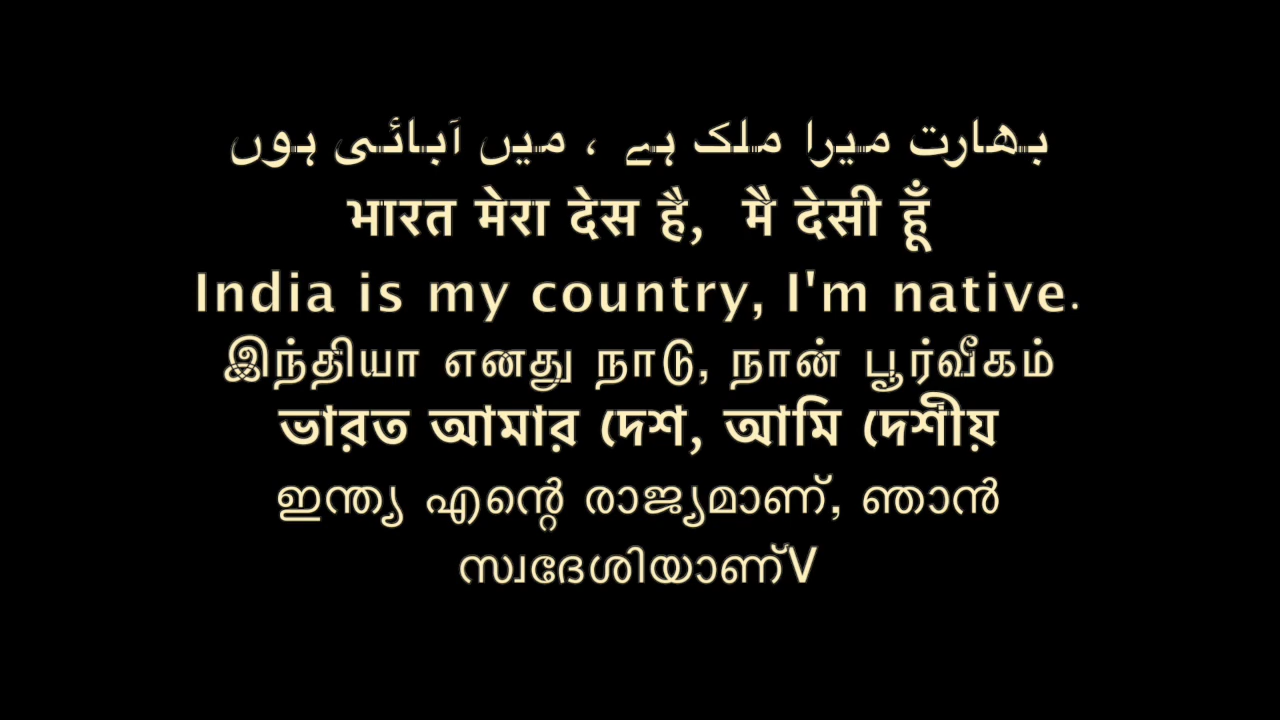 بھارت میرا ملک ہے ، میں آبائی ہوں
भारत मेरा देस है, मै देसी हूँ
India is my country, I'm native.
இந்தியா எனது நாடு, நான் பூர்வீகம்
ভারত আমার দেশ, আমি দেশীয়
ഇന്ത്യ എന്റെ രാജ്യമാണ്, ഞാൻ
സ്വദേശിയാണ്V